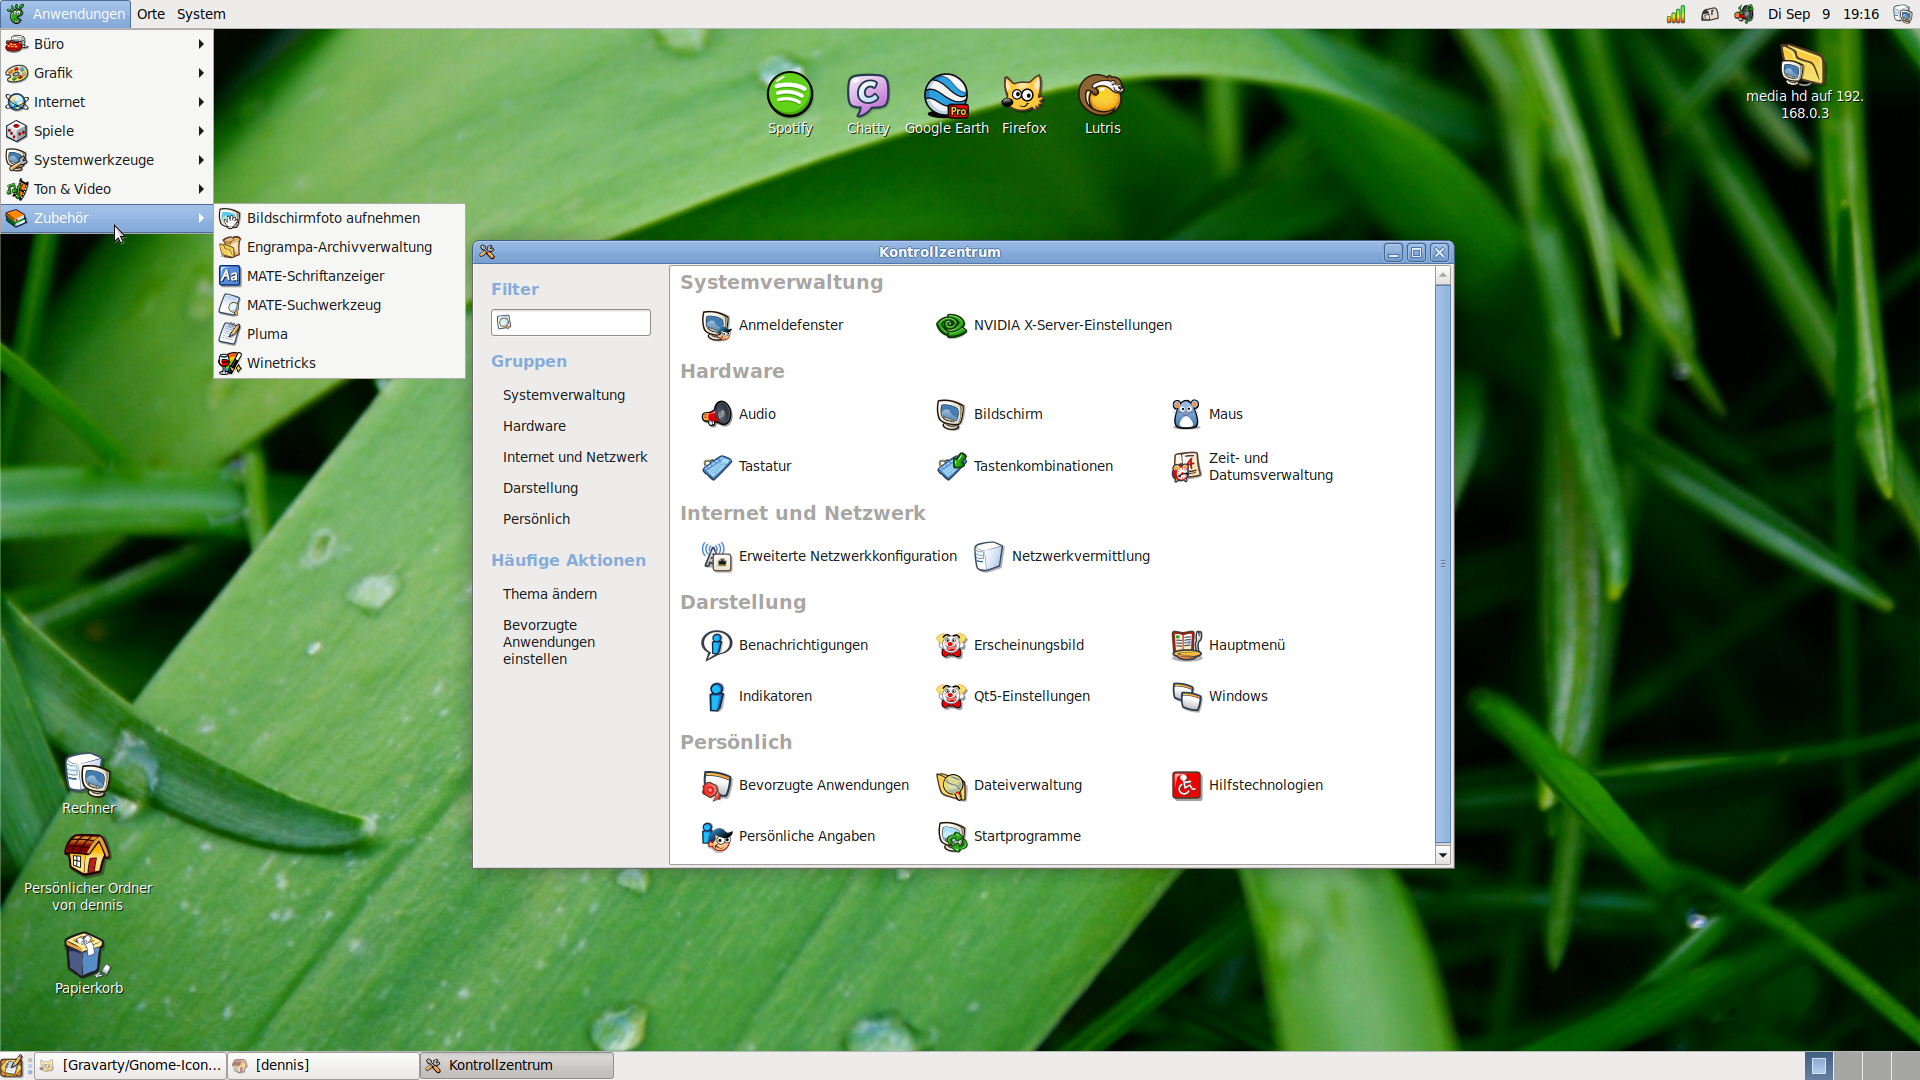 Anwendungen Orte System
Di Sep 9 19:16
Büro
Grafik
Internet
Spiele
Systemwerkzeuge
Ton & Video
Zubehör
Bildschirmfoto aufnehmen
Engrampa-Archivverwaltung
MATE-Schriftanzeiger
MATE-Suchwerkzeug
Pluma
Winetricks
Spotify
Chatty
Pro
Google Earth
Firefox
Lutris
media hd auf 192.
168.0.3
Kontrollzentrum
Filter
Gruppen
Systemverwaltung
Hardware
Internet und Netzwerk
Darstellung
Persönlich
Häufige Aktionen
Thema ändern
Bevorzugte
Anwendungen
einstellen
Systemverwaltung
Anmeldefenster
NVIDIA X-Server-Einstellungen
Hardware
Audio
Bildschirm
Maus
Tastatur
Tastenkombinationen
Zeit- und
Datumsverwaltung
Internet und Netzwerk
Erweiterte Netzwerkkonfiguration
Netzwerkvermittlung
Darstellung
Benachrichtigungen
Erscheinungsbild
Hauptmenü
Indikatoren
Qt5-Einstellungen
Windows
Persönlich
Bevorzugte Anwendungen
Dateiverwaltung
Hilfstechnologien
Persönliche Angaben
Startprogramme
Rechner
Persönlicher Ordner
von dennis
Papierkorb
[Gravarty/Gnome-Icon...
[dennis]
Kontrollzentrum